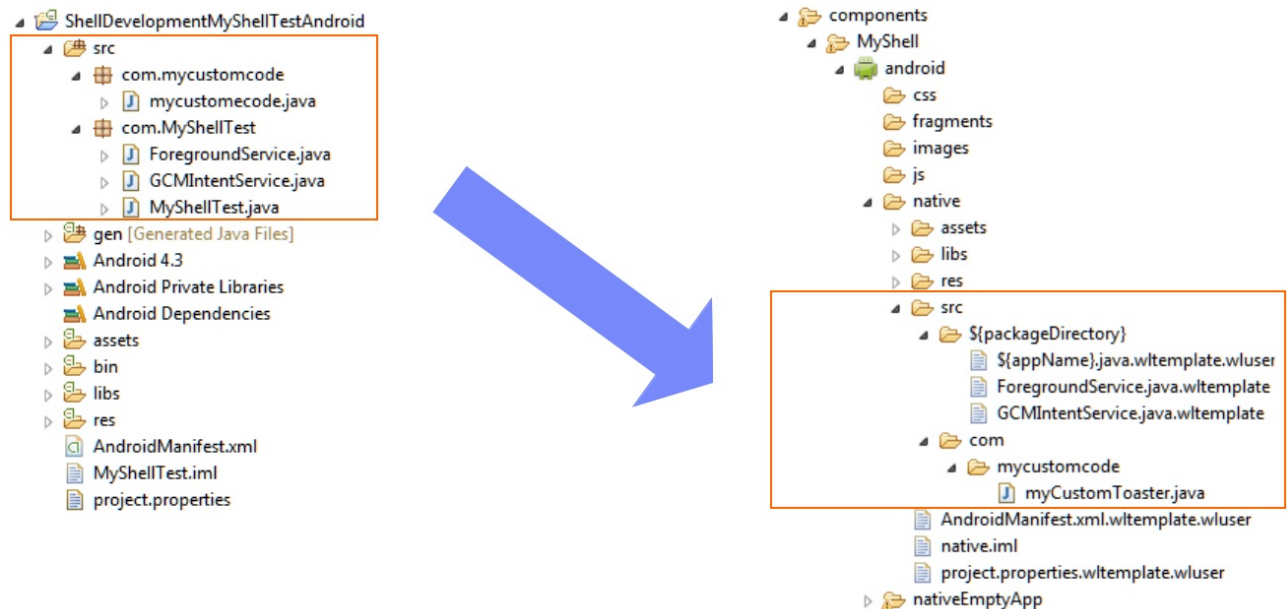 ShellDevelopmentMyShellTestAndroid
src
com.mycustomcode
mycustomecode.java
com.MyShellTest
ForegroundService.java
GCMIntentService.java
MyShellTest.java
gen [Generated Java Files]
Android 4.3
Android Private Libraries
Android Dependencies
assets
bin
libs
res
AndroidManifest.xml
MyShellTest.iml
project.properties
components
MyShell
android
css
fragments
images
js
native
assets
libs
res
src
${packageDirectory}
${appName}.java.wltemplate.wluser
ForegroundService.java.wltemplate
GCMIntentService.java.wltemplate
com
mycustomcode
myCustomToaster.java
AndroidManifest.xml.wltemplate.wluser
native.iml
project.properties.wltemplate.wluser
nativeEmptyApp